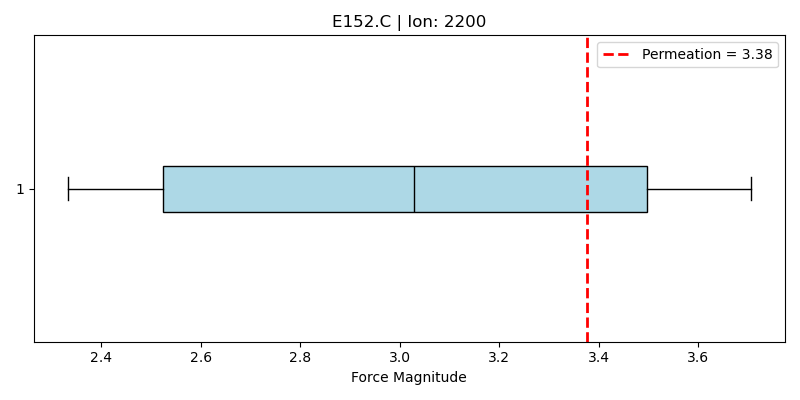 E152.C | Ion: 2200
Permeation = 3.38
1
2.4 2.6 2.8 3.0 3.2 3.4 3.6
Force Magnitude